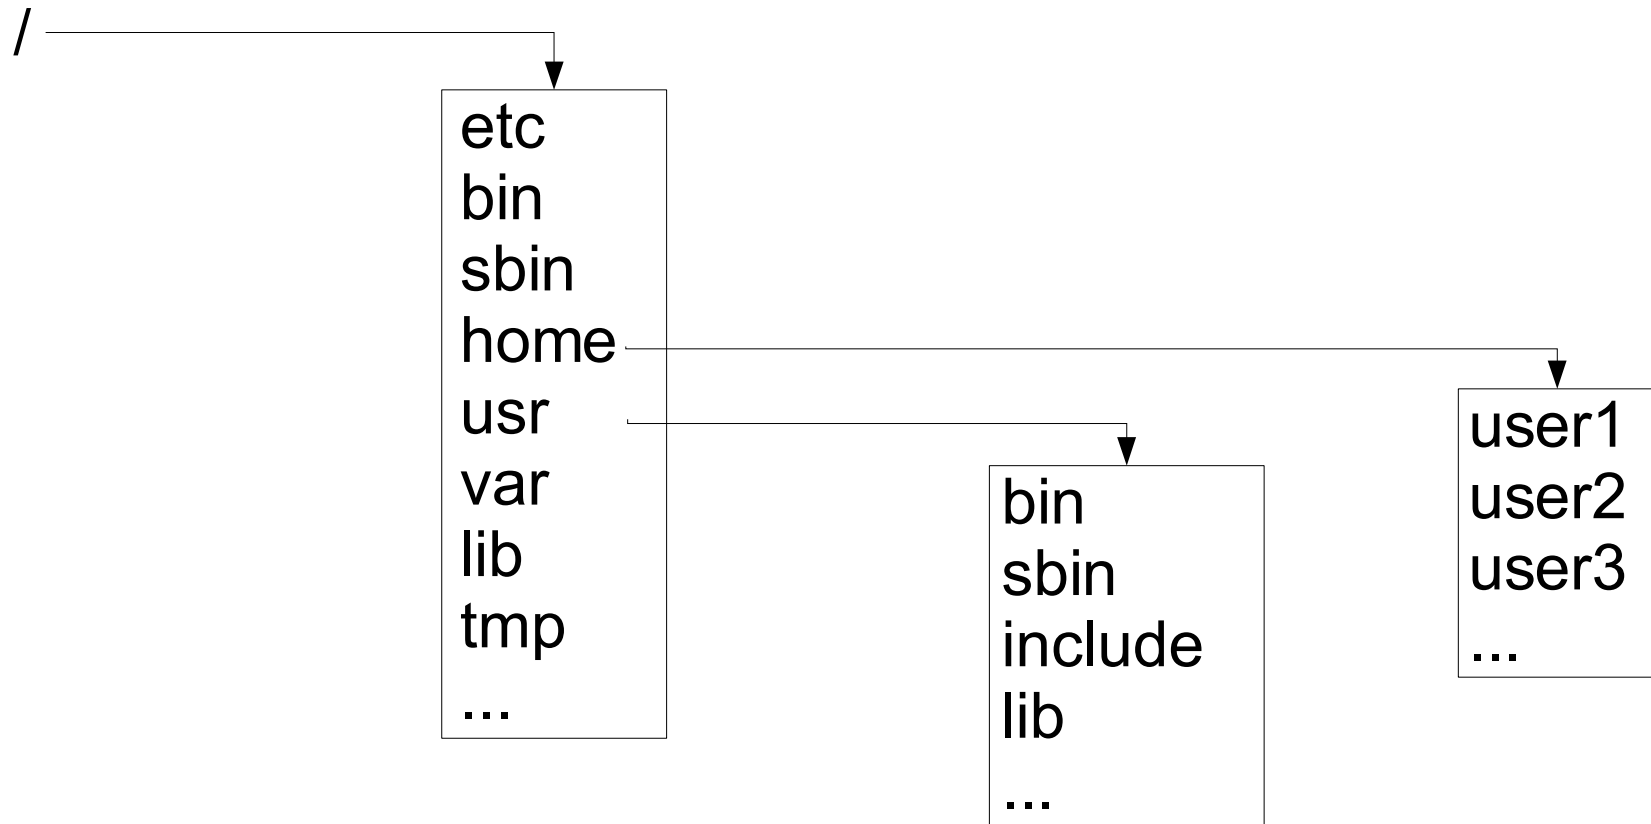 /
etc
bin
sbin
home
usr
var
lib
tmp
...
bin
sbin
include
lib
...
user1
user2
user3
...